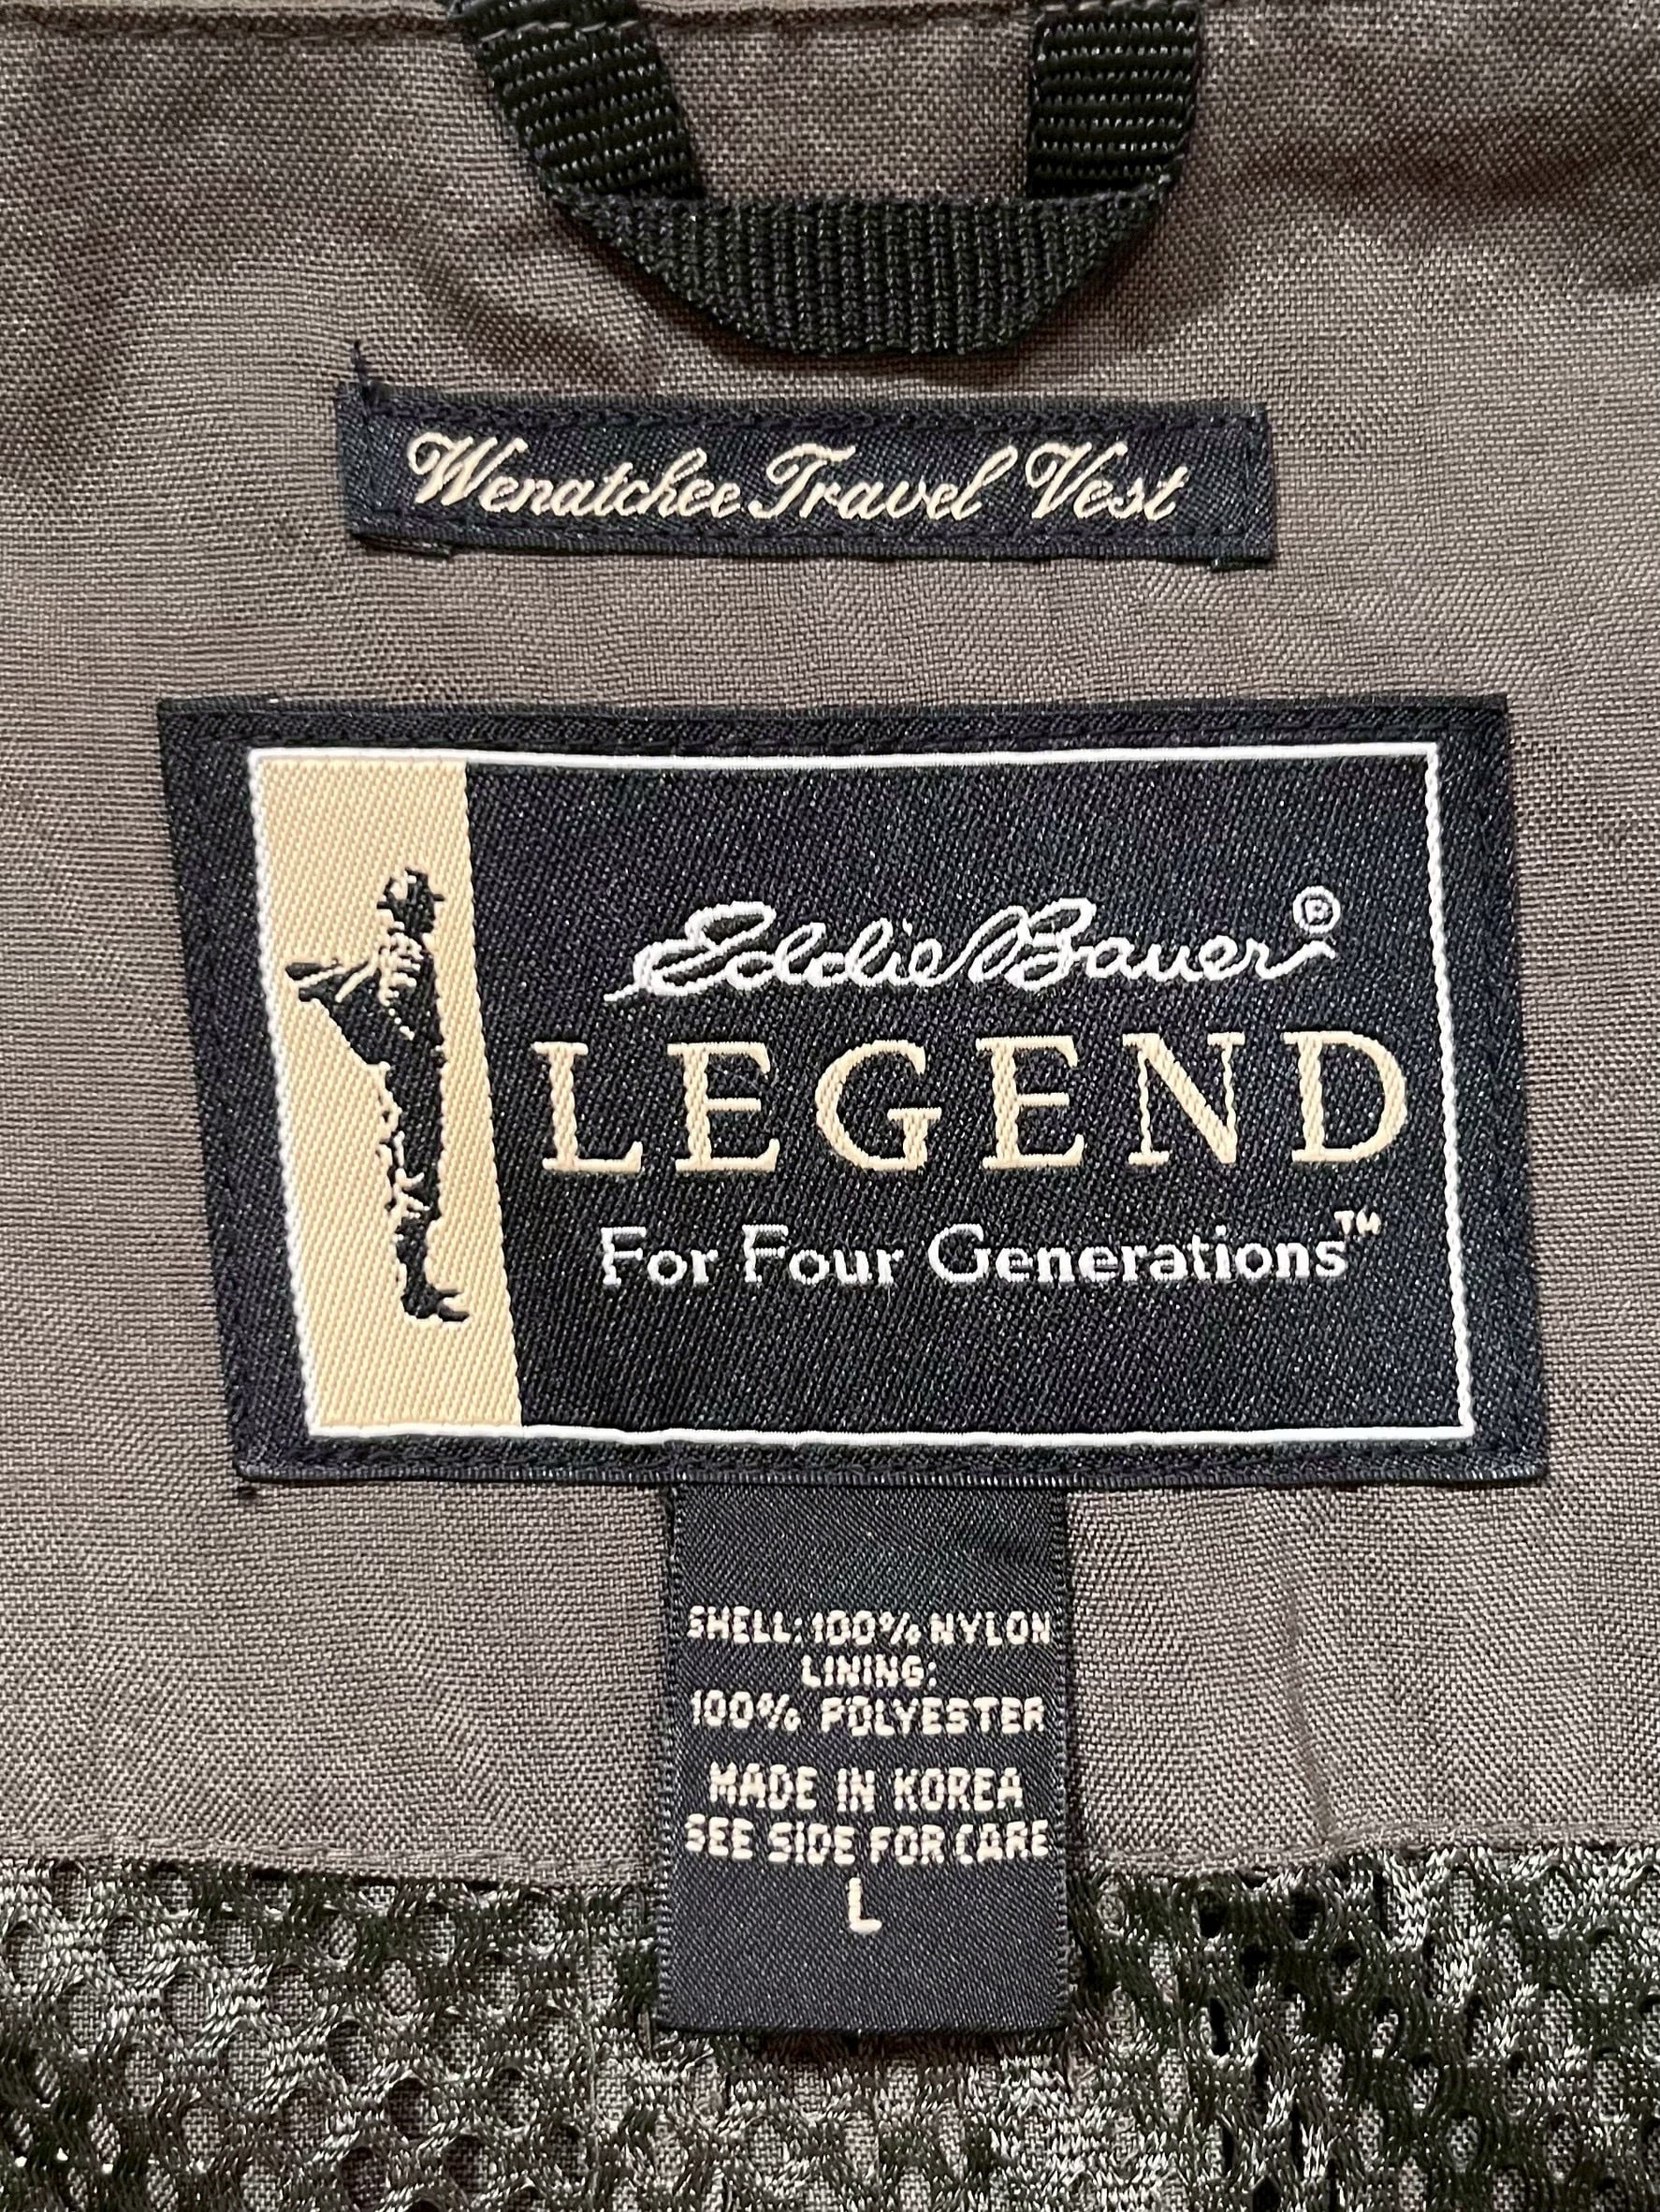 Wenatchee Travel Vest
Eddie Bauer®
LEGEND
For Four Generations™
SHELL: 100% NYLON
LINING:
100% POLYESTER
MADE IN KOREA
SEE SIDE FOR CARE
L